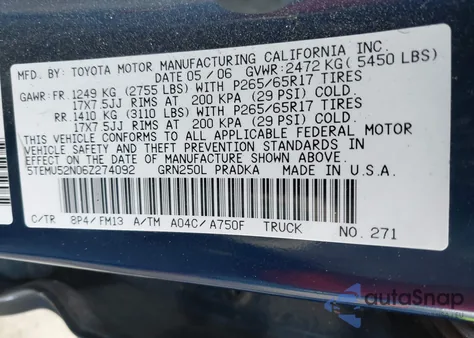 MFD. BY: TOYOTA MOTOR MANUFACTURING CALIFORNIA INC.
DATE 05/06 GVWR: 2472 KG ( 5450 LBS)
GAWR: FR. 1249 KG (2755 LBS) WITH P265/65R17 TIRES
17X7.5JJ RIMS AT 200 KPA (29 PSI) COLD.
RR. 1410 KG (3110 LBS) WITH P265/65R17 TIRES
17X7.5JJ RIMS AT 200 KPA (29 PSI) COLD.
THIS VEHICLE CONFORMS TO ALL APPLICABLE FEDERAL MOTOR
VEHICLE SAFETY AND THEFT PREVENTION STANDARDS IN EFFECT
ON THE DATE OF MANUFACTURE SHOWN ABOVE.
5TEMU52N06Z274092 GRN250L PRADKA MADE IN U.S.A.
C/TR 8P4/FM13 A/TM A04C/A750F TRUCK NO. 271
autoSnap